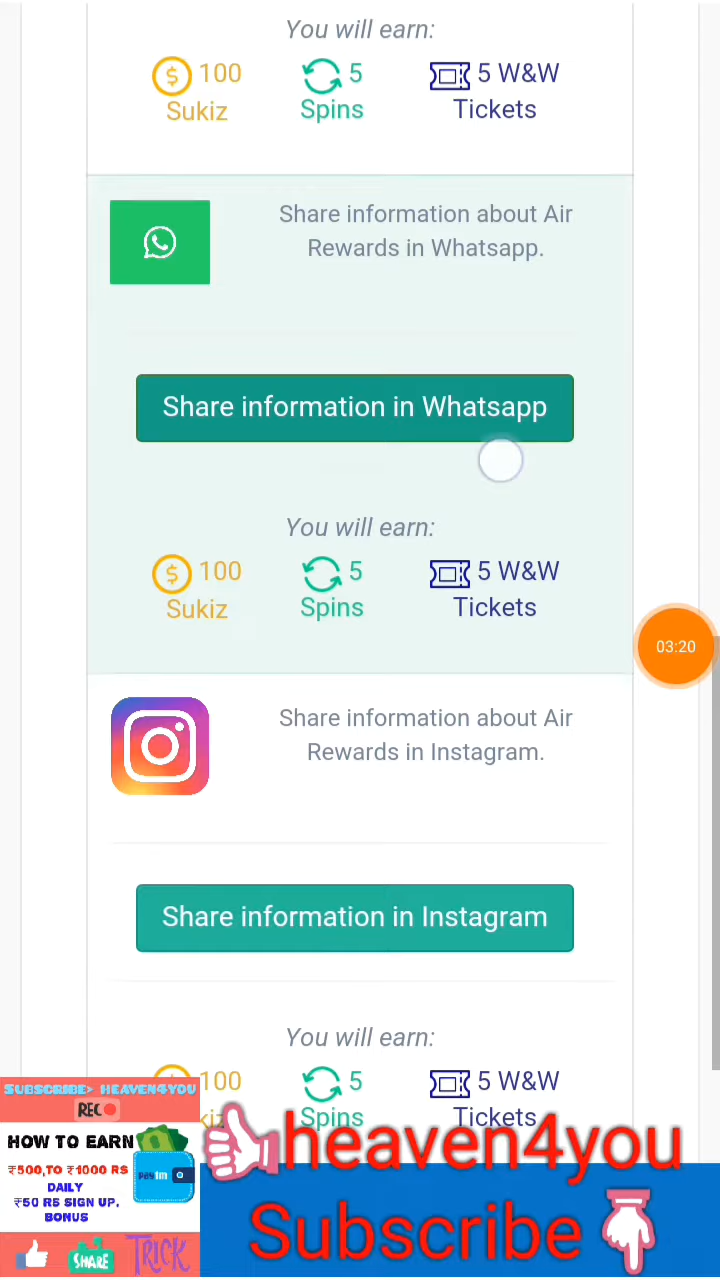 You will earn:
100 Sukiz
5 Spins
5 W&W Tickets
Share information about Air
Rewards in Whatsapp.
Share information in Whatsapp
You will earn:
100 Sukiz
5 Spins
5 W&W Tickets
03:20
Share information about Air
Rewards in Instagram.
Share information in Instagram
You will earn:
100
5 Spins
5 W&W Tickets
SUBSCRIBE> HEAVEN4YOU
REC
HOW TO EARN
₹500,TO ₹1000 RS
DAILY
₹50 RS SIGN UP.
BONUS
Paytm
SHARE
TRICK
heaven4you
Subscribe